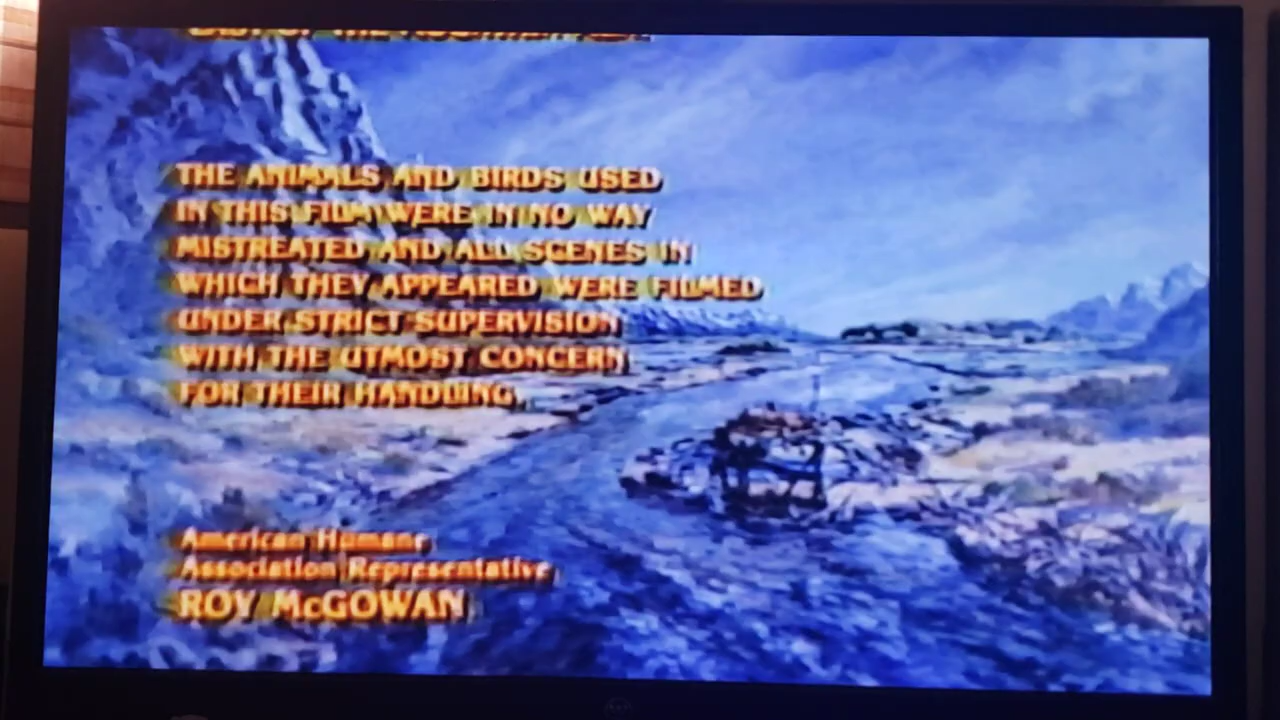 THE ANIMALS AND BIRDS USED
IN THIS FILM WERE IN NO WAY
MISTREATED AND ALL SCENES IN
WHICH THEY APPEARED WERE FILMED
UNDER STRICT SUPERVISION
WITH THE UTMOST CONCERN
FOR THEIR HANDLING.
American Humane
Association Representative
ROY McGOWAN